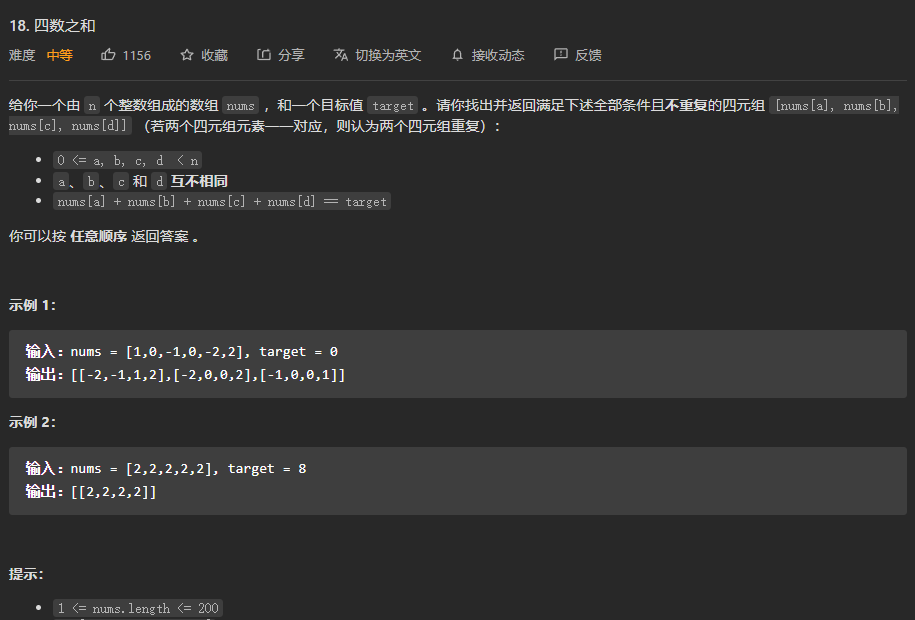 18. 四数之和
难度 中等 1156 收藏 分享 切换为英文 接收动态 反馈
给你一个由 n 个整数组成的数组 nums ，和一个目标值 target 。请你找出并返回满足下述全部条件且不重复的四元组 [nums[a], nums[b],
nums[c], nums[d]] （若两个四元组元素一一对应，则认为两个四元组重复）：
• 0 <= a, b, c, d < n
• a、b、c 和 d 互不相同
• nums[a] + nums[b] + nums[c] + nums[d] == target
你可以按 任意顺序 返回答案 。
示例 1：
输入：nums = [1,0,-1,0,-2,2], target = 0
输出：[[-2,-1,1,2],[-2,0,0,2],[-1,0,0,1]]
示例 2：
输入：nums = [2,2,2,2,2], target = 8
输出：[[2,2,2,2]]
提示：
• 1 <= nums.length <= 200